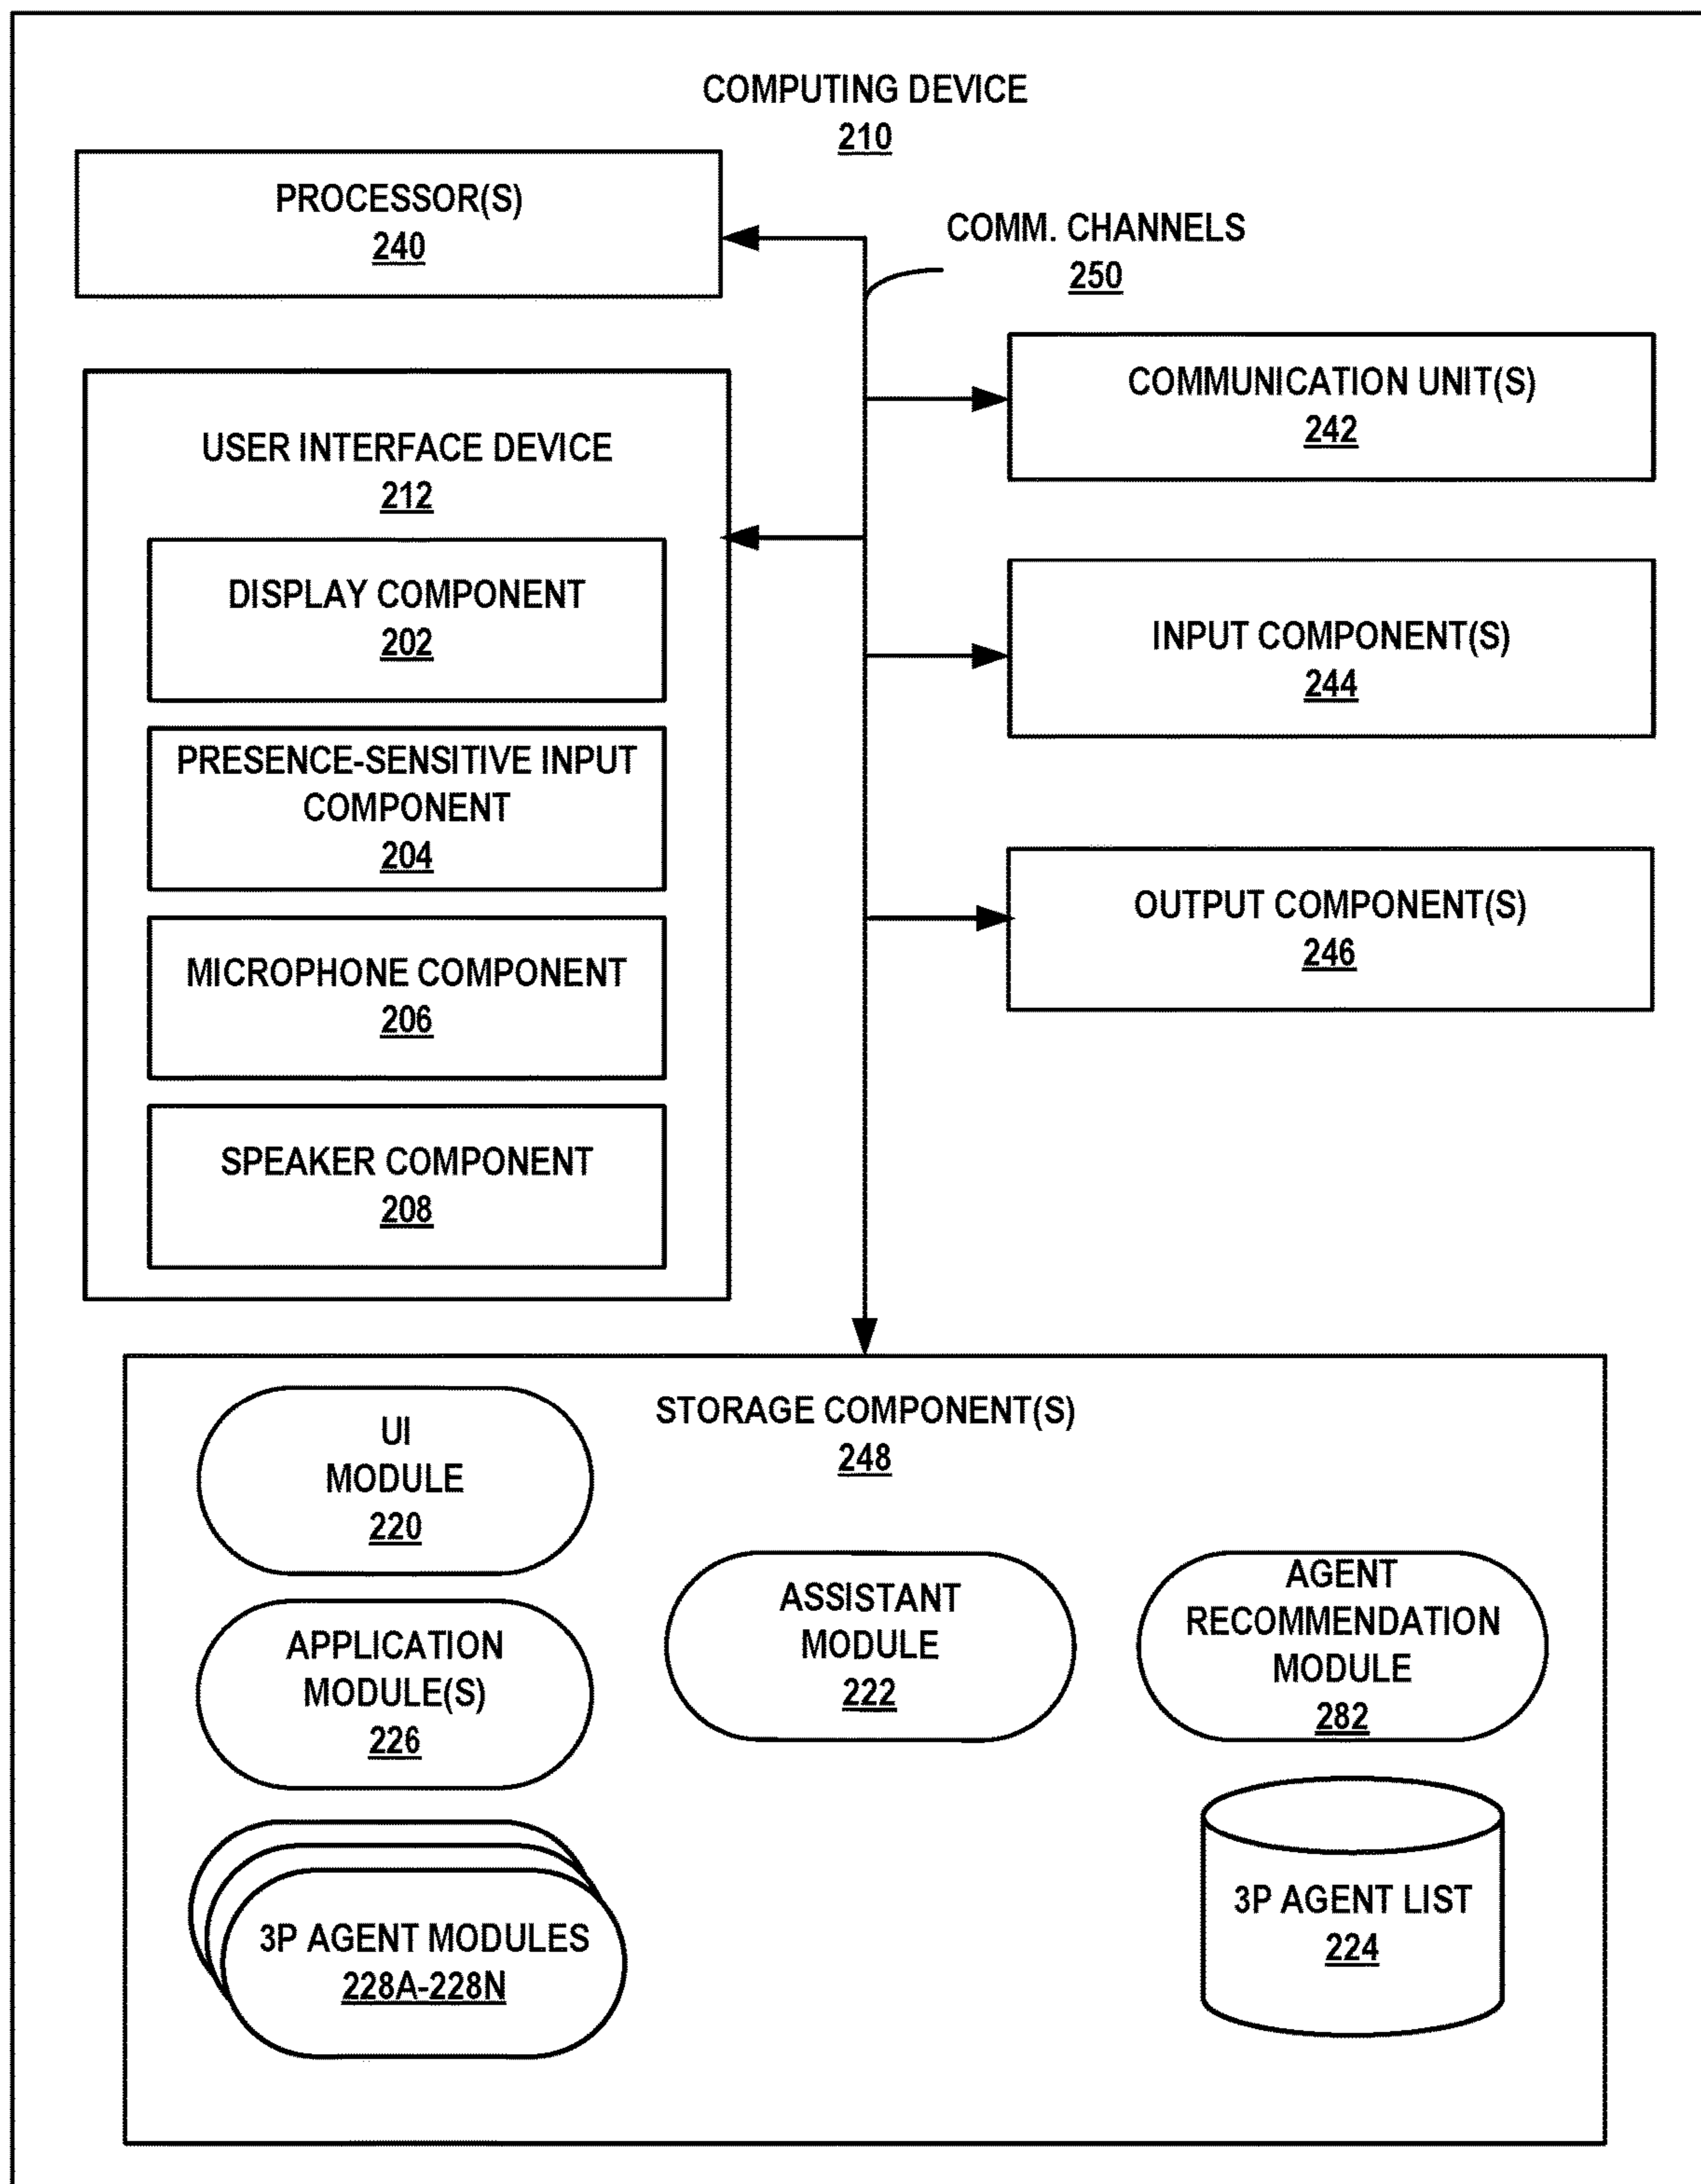 COMPUTING DEVICE
210
PROCESSOR(S)
240
COMM. CHANNELS
250
COMMUNICATION UNIT(S)
242
USER INTERFACE DEVICE
212
DISPLAY COMPONENT
202
INPUT COMPONENT(S)
244
PRESENCE-SENSITIVE INPUT
COMPONENT
204
OUTPUT COMPONENT(S)
246
MICROPHONE COMPONENT
206
SPEAKER COMPONENT
208
STORAGE COMPONENT(S)
248
UI
MODULE
220
ASSISTANT
MODULE
222
AGENT
RECOMMENDATION
MODULE
282
APPLICATION
MODULE(S)
226
3P AGENT MODULES
228A-228N
3P AGENT LIST
224